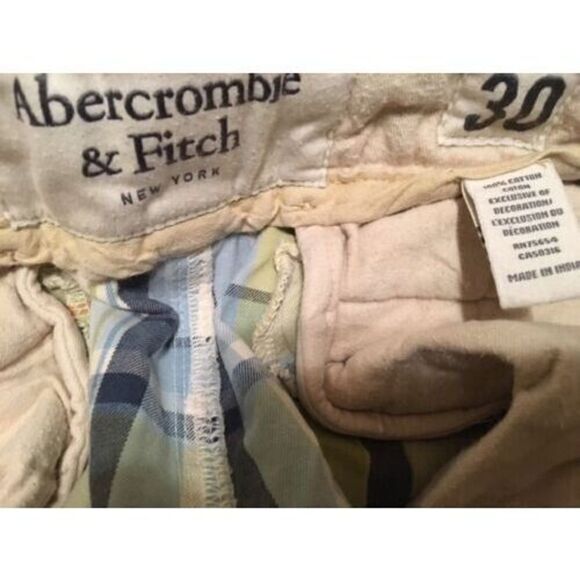 Abercrombie
& Fitch
NEW YORK
30
100% COTTON
COTON
EXCLUSIVE OF
DECORATION/
L'EXCLUSION DU
DÉCORATION
RN75654
CA50316
MADE IN INDIA